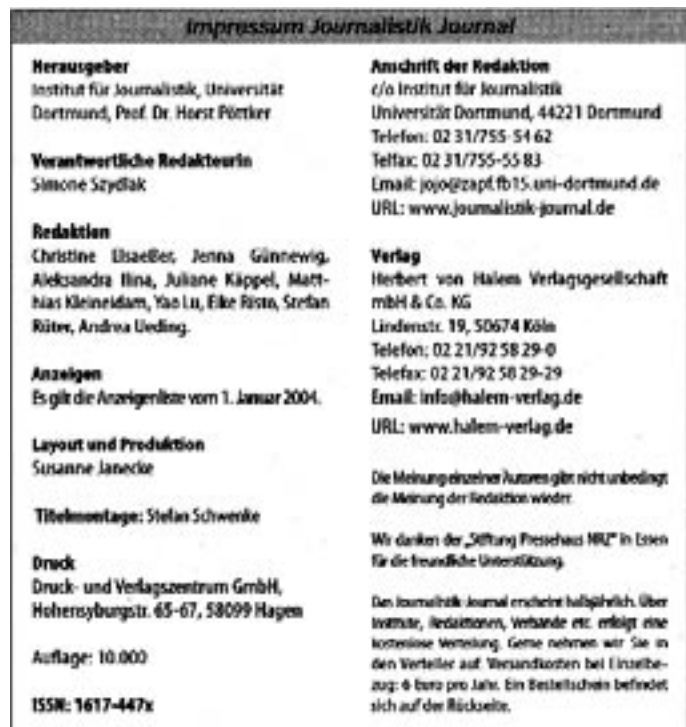 Impressum Journalistik Journal
Herausgeber
Institut für Journalistik, Universität
Dortmund, Prof. Dr. Horst Pöttker
Verantwortliche Redakteurin
Simone Szydlak
Redaktion
Christine Elsaeßer, Jenna Günnewig,
Aleksandra Ilina, Juliane Käppel, Matt-
hias Kleineidam, Yao Lu, Elke Risto, Stefan
Rüter, Andrea Ueding.
Anzeigen
Es gilt die Anzeigenliste vom 1. Januar 2004.
Layout und Produktion
Susanne Janecke
Titelmontage: Stefan Schwenke
Druck
Druck- und Verlagszentrum GmbH,
Hohensyburgstr. 65-67, 58099 Hagen
Auflage: 10.000
ISSN: 1617-447x
Anschrift der Redaktion
c/o Institut für Journalistik
Universität Dortmund, 44221 Dortmund
Telefon: 02 31/755-54 62
Telfax: 02 31/755-55 83
Email: jojo@zapf.fb15.uni-dortmund.de
URL: www.journalistik-journal.de
Verlag
Herbert von Halem Verlagsgesellschaft
mbH & Co. KG
Lindenstr. 19, 50674 Köln
Telefon: 02 21/92 58 29-0
Telefax: 02 21/92 58 29-29
Email: info@halem-verlag.de
URL: www.halem-verlag.de
Die Meinung einzelner Autoren gibt nicht unbedingt
die Meinung der Redaktion wieder.
Wir danken der „Stiftung Pressehaus NRZ" in Essen
für die freundliche Unterstützung.
Das Journalistik Journal erscheint halbjährlich. Über
Institute, Redaktionen, Verbände etc. erfolgt eine
kostenlose Verteilung. Gerne nehmen wir Sie in
den Verteiler auf. Versandkosten bei Einzelbe-
zug: 6 Euro pro Jahr. Ein Bestellschein befindet
sich auf der Rückseite.